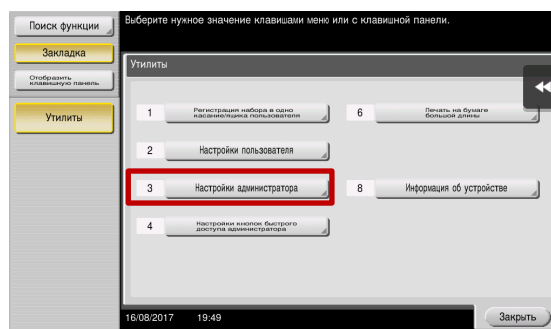 Поиск функции
Выберите нужное значение клавишами меню или с клавишной панели.
Закладка
Отобразить
клавишную панель
Утилиты
Утилиты
1 Регистрация набора в одно
касание/ящика пользователя
6 Печать на бумаге
большой длины
2 Настройки пользователя
3 Настройки администратора
8 Информация об устройстве
4 Настройки кнопок быстрого
доступа администратора
16/08/2017 19:49
Закрыть